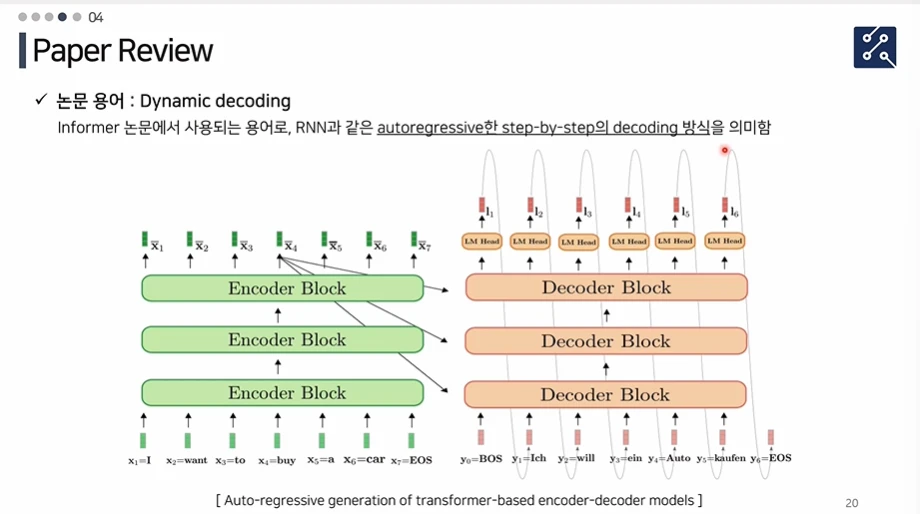 04
Paper Review
✓ 논문 용어 : Dynamic decoding
Informer 논문에서 사용되는 용어로, RNN과 같은 autoregressive한 step-by-step의 decoding 방식을 의미함
l₁ l₂ l₃ l₄ l₅ l₆
LM Head LM Head LM Head LM Head LM Head LM Head
x̅₁ x̅₂ x̅₃ x̅₄ x̅₅ x̅₆ x̅₇
Encoder Block
Encoder Block
Encoder Block
Decoder Block
Decoder Block
Decoder Block
x₁=I x₂=want x₃=to x₄=buy x₅=a x₆=car x₇=EOS
y₀=BOS y₁=Ich y₂=will y₃=ein y₄=Auto y₅=kaufen y₆=EOS
[ Auto-regressive generation of transformer-based encoder-decoder models ]
20